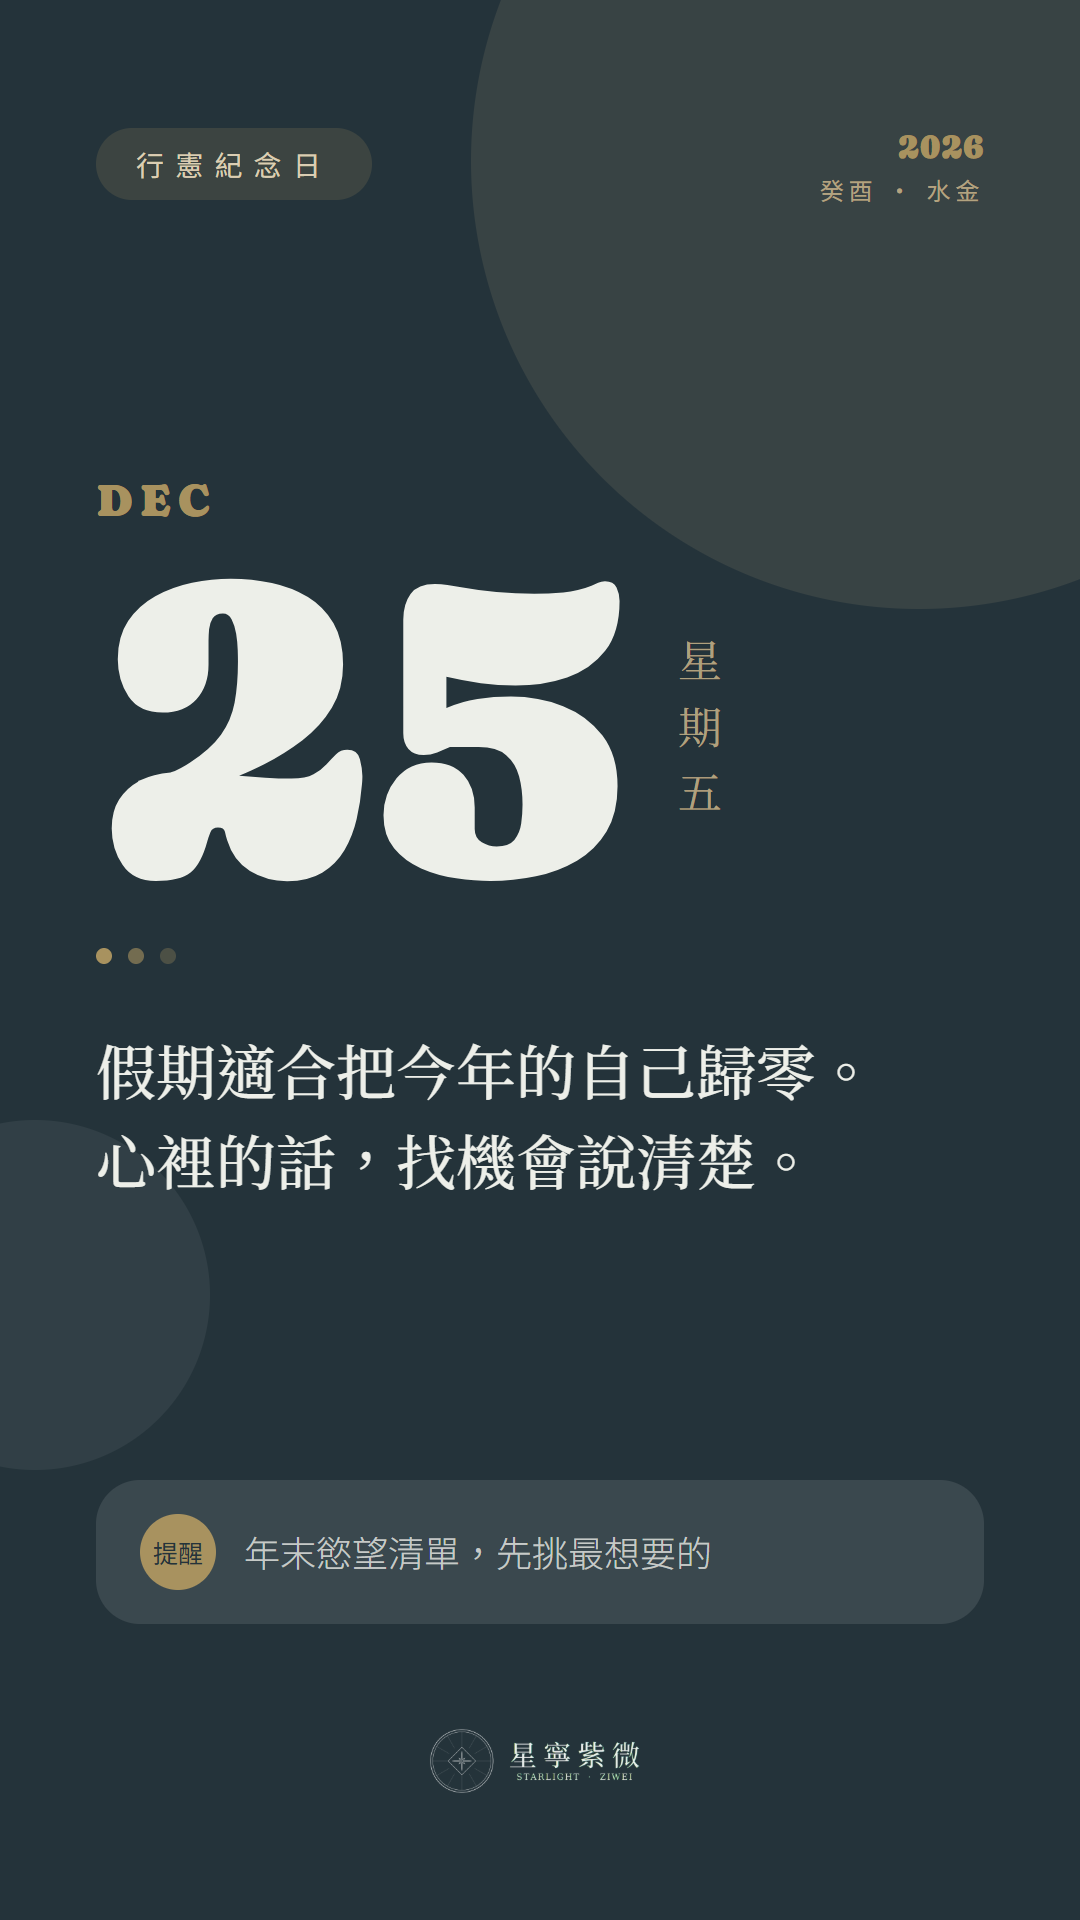 行憲紀念日
2026
癸酉・水金
DEC
25
星期五
假期適合把今年的自己歸零。
心裡的話，找機會說清楚。
提醒
年末慾望清單，先挑最想要的
星寧紫微
STARLIGHT · ZIWEI